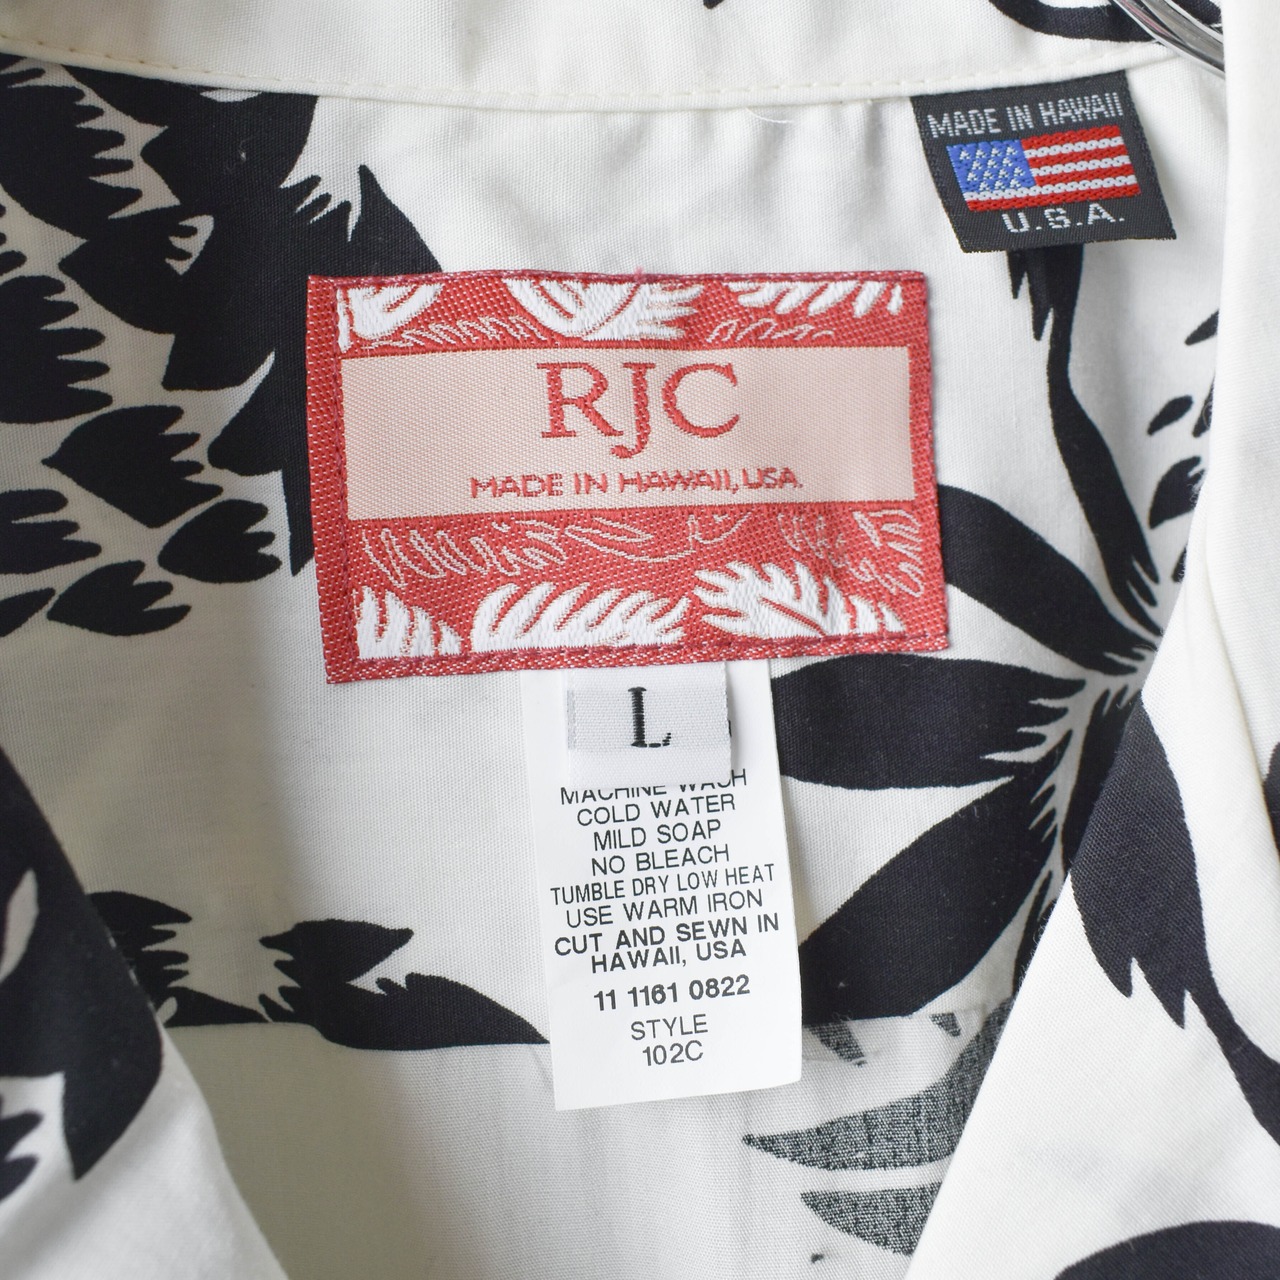 MADE IN HAWAII
U.S.A.
RJC
MADE IN HAWAII, USA.
L
MACHINE WASH
COLD WATER
MILD SOAP
NO BLEACH
TUMBLE DRY LOW HEAT
USE WARM IRON
CUT AND SEWN IN
HAWAII, USA
11 1161 0822
STYLE
102C